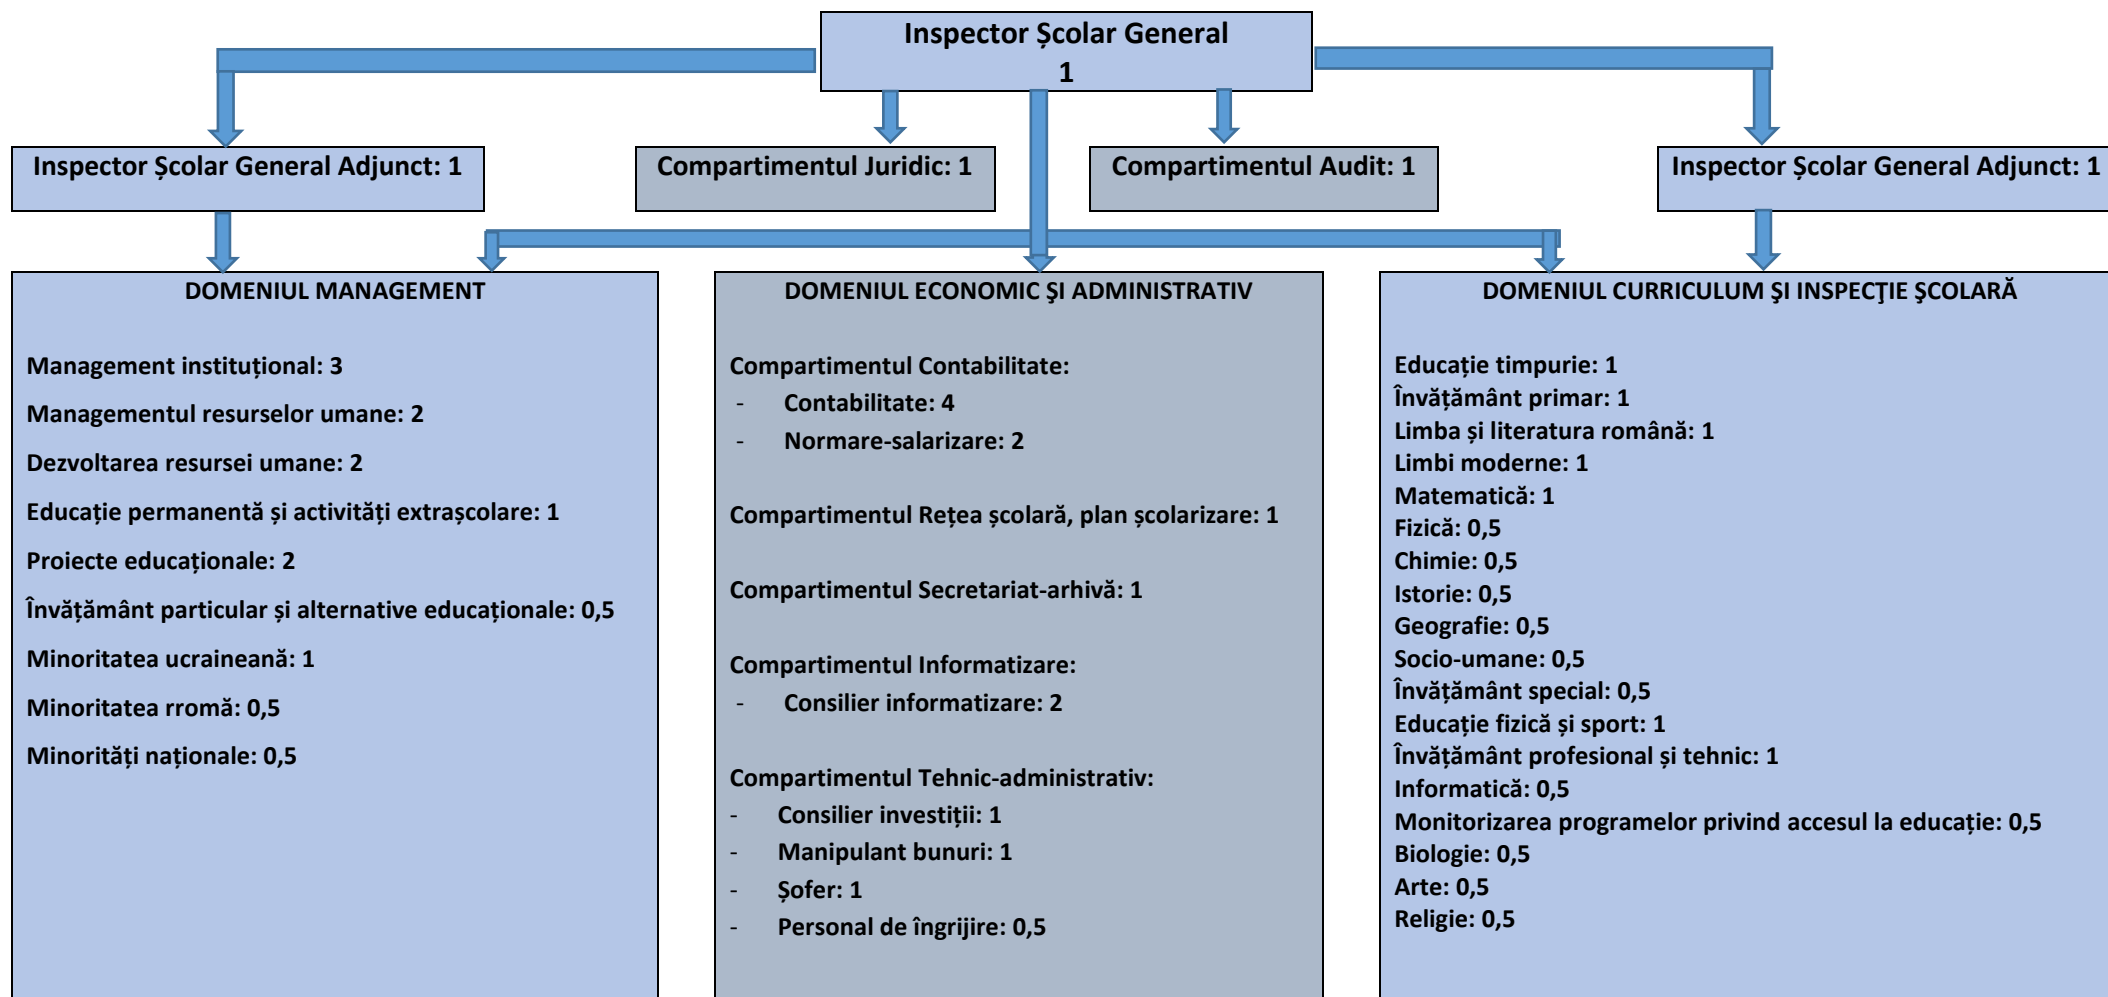 Inspector Școlar General
1
Inspector Școlar General Adjunct: 1
Compartimentul Juridic: 1
Compartimentul Audit: 1
Inspector Școlar General Adjunct: 1
DOMENIUL MANAGEMENT
Management instituțional: 3
Managementul resurselor umane: 2
Dezvoltarea resursei umane: 2
Educație permanentă și activități extrașcolare: 1
Proiecte educaționale: 2
Învățământ particular și alternative educaționale: 0,5
Minoritatea ucraineană: 1
Minoritatea rromă: 0,5
Minorități naționale: 0,5
DOMENIUL ECONOMIC ŞI ADMINISTRATIV
Compartimentul Contabilitate:
- Contabilitate: 4
- Normare-salarizare: 2
Compartimentul Rețea școlară, plan școlarizare: 1
Compartimentul Secretariat-arhivă: 1
Compartimentul Informatizare:
- Consilier informatizare: 2
Compartimentul Tehnic-administrativ:
- Consilier investiții: 1
- Manipulant bunuri: 1
- Șofer: 1
- Personal de îngrijire: 0,5
DOMENIUL CURRICULUM ŞI INSPECŢIE ŞCOLARĂ
Educație timpurie: 1
Învățământ primar: 1
Limba și literatura română: 1
Limbi moderne: 1
Matematică: 1
Fizică: 0,5
Chimie: 0,5
Istorie: 0,5
Geografie: 0,5
Socio-umane: 0,5
Învățământ special: 0,5
Educație fizică și sport: 1
Învățământ profesional și tehnic: 1
Informatică: 0,5
Monitorizarea programelor privind accesul la educație: 0,5
Biologie: 0,5
Arte: 0,5
Religie: 0,5